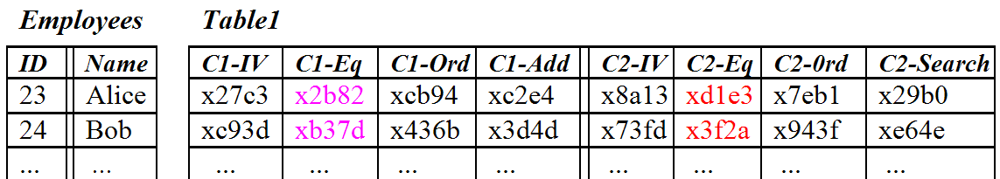 Employees Table1
ID Name C1-IV C1-Eq C1-Ord C1-Add C2-IV C2-Eq C2-0rd C2-Search
23 Alice x27c3 x2b82 xcb94 xc2e4 x8a13 xd1e3 x7eb1 x29b0
24 Bob xc93d xb37d x436b x3d4d x73fd x3f2a x943f xe64e
... ... ... ... ... ... ... ... ... ...